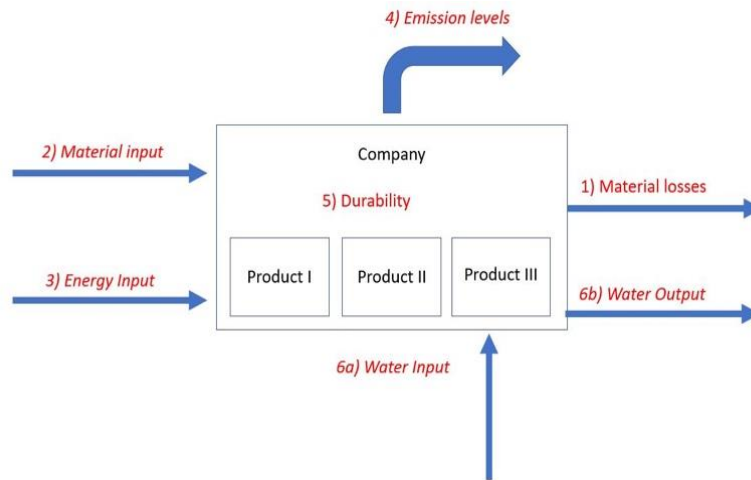 4) Emission levels
2) Material input
Company
1) Material losses
5) Durability
3) Energy Input
Product I
Product II
Product III
6b) Water Output
6a) Water Input